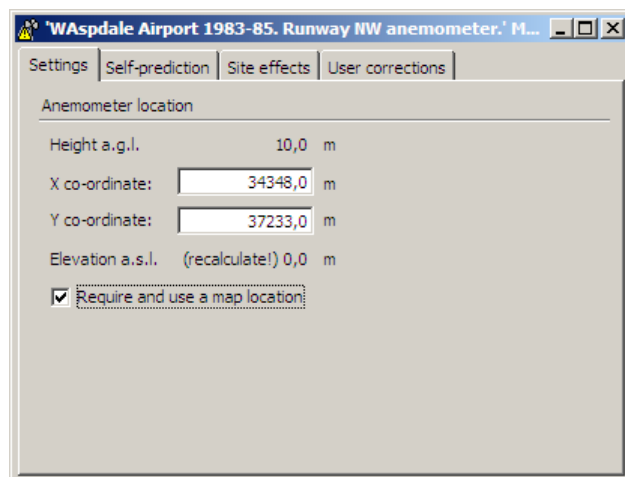 'WAspdale Airport 1983-85. Runway NW anemometer.' M...
Settings Self-prediction Site effects User corrections
Anemometer location
Height a.g.l. 10,0 m
X co-ordinate: 34348,0 m
Y co-ordinate: 37233,0 m
Elevation a.s.l. (recalculate!) 0,0 m
Require and use a map location